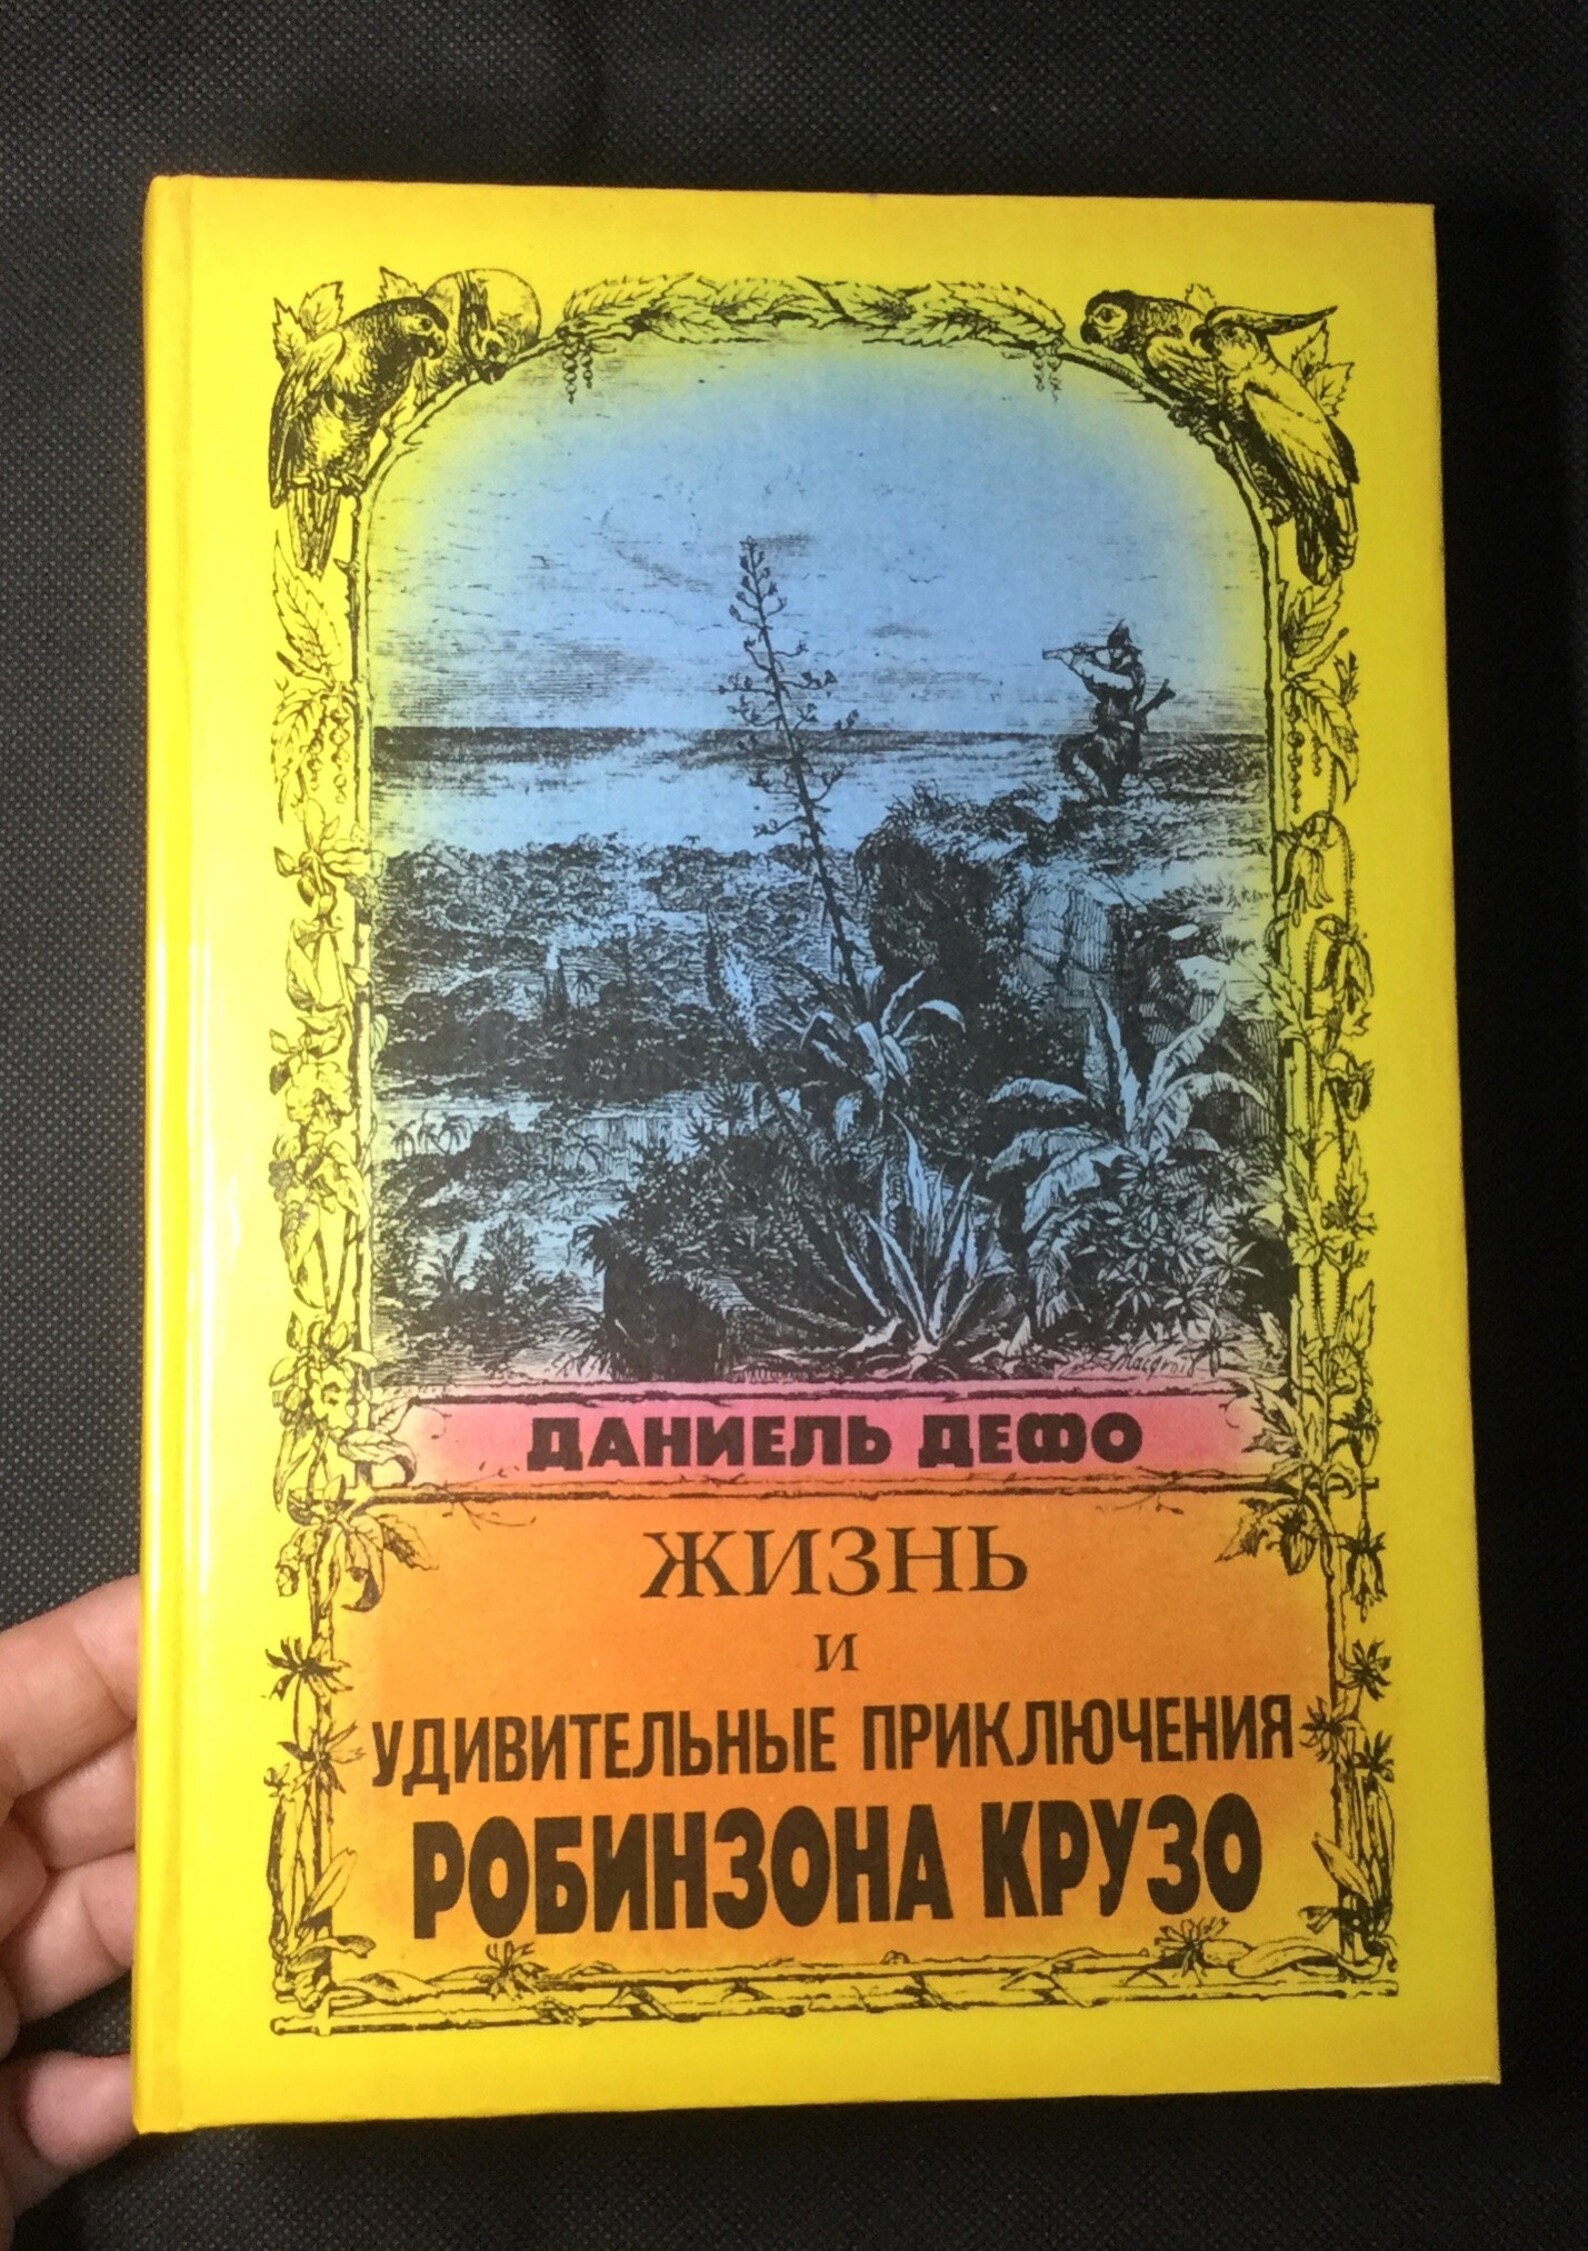 ДАНИЕЛЬ ДЕФО
ЖИЗНЬ
и
УДИВИТЕЛЬНЫЕ ПРИКЛЮЧЕНИЯ
РОБИНЗОНА КРУЗО